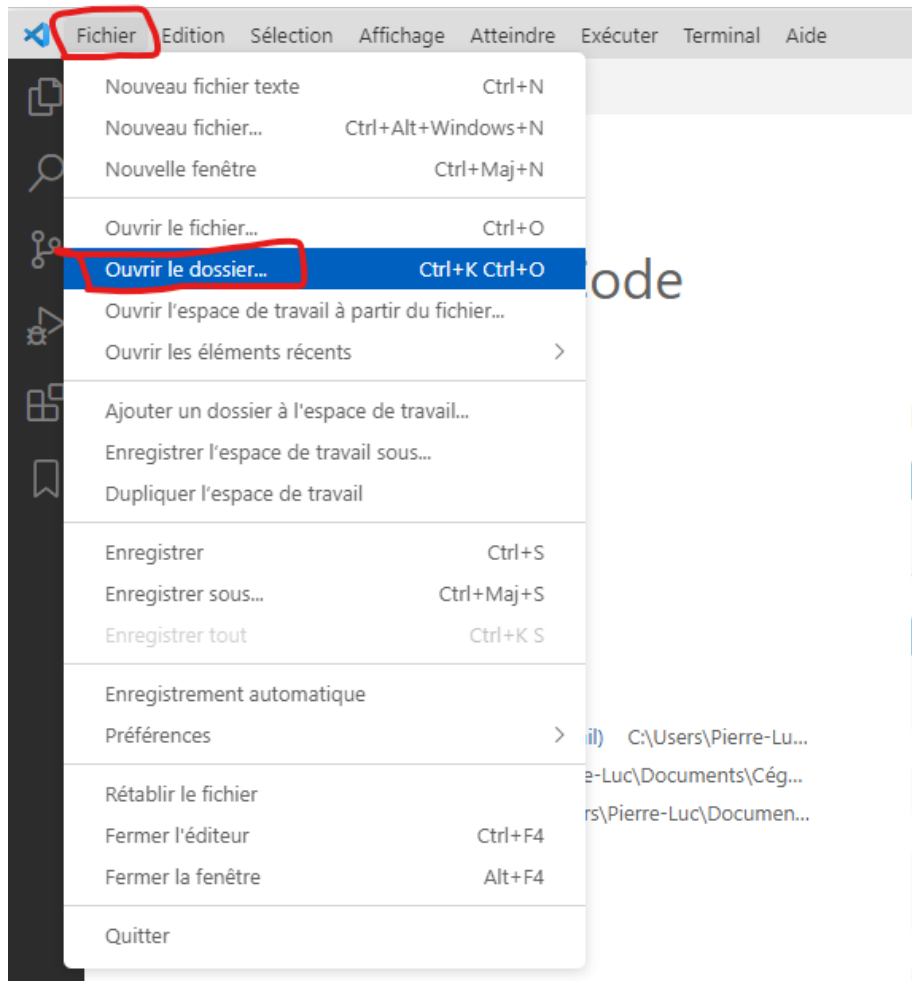 Fichier Edition Sélection Affichage Atteindre Exécuter Terminal Aide
Nouveau fichier texte Ctrl+N
Nouveau fichier... Ctrl+Alt+Windows+N
Nouvelle fenêtre Ctrl+Maj+N
Ouvrir le fichier... Ctrl+O
Ouvrir le dossier... Ctrl+K Ctrl+O
ode
Ouvrir l'espace de travail à partir du fichier...
Ouvrir les éléments récents
Ajouter un dossier à l'espace de travail...
Enregistrer l'espace de travail sous...
Dupliquer l'espace de travail
Enregistrer Ctrl+S
Enregistrer sous... Ctrl+Maj+S
Enregistrer tout Ctrl+K S
Enregistrement automatique
Préférences
il) C:\Users\Pierre-Lu...
e-Luc\Documents\Cég...
rs\Pierre-Luc\Documen...
Rétablir le fichier
Fermer l'éditeur Ctrl+F4
Fermer la fenêtre Alt+F4
Quitter